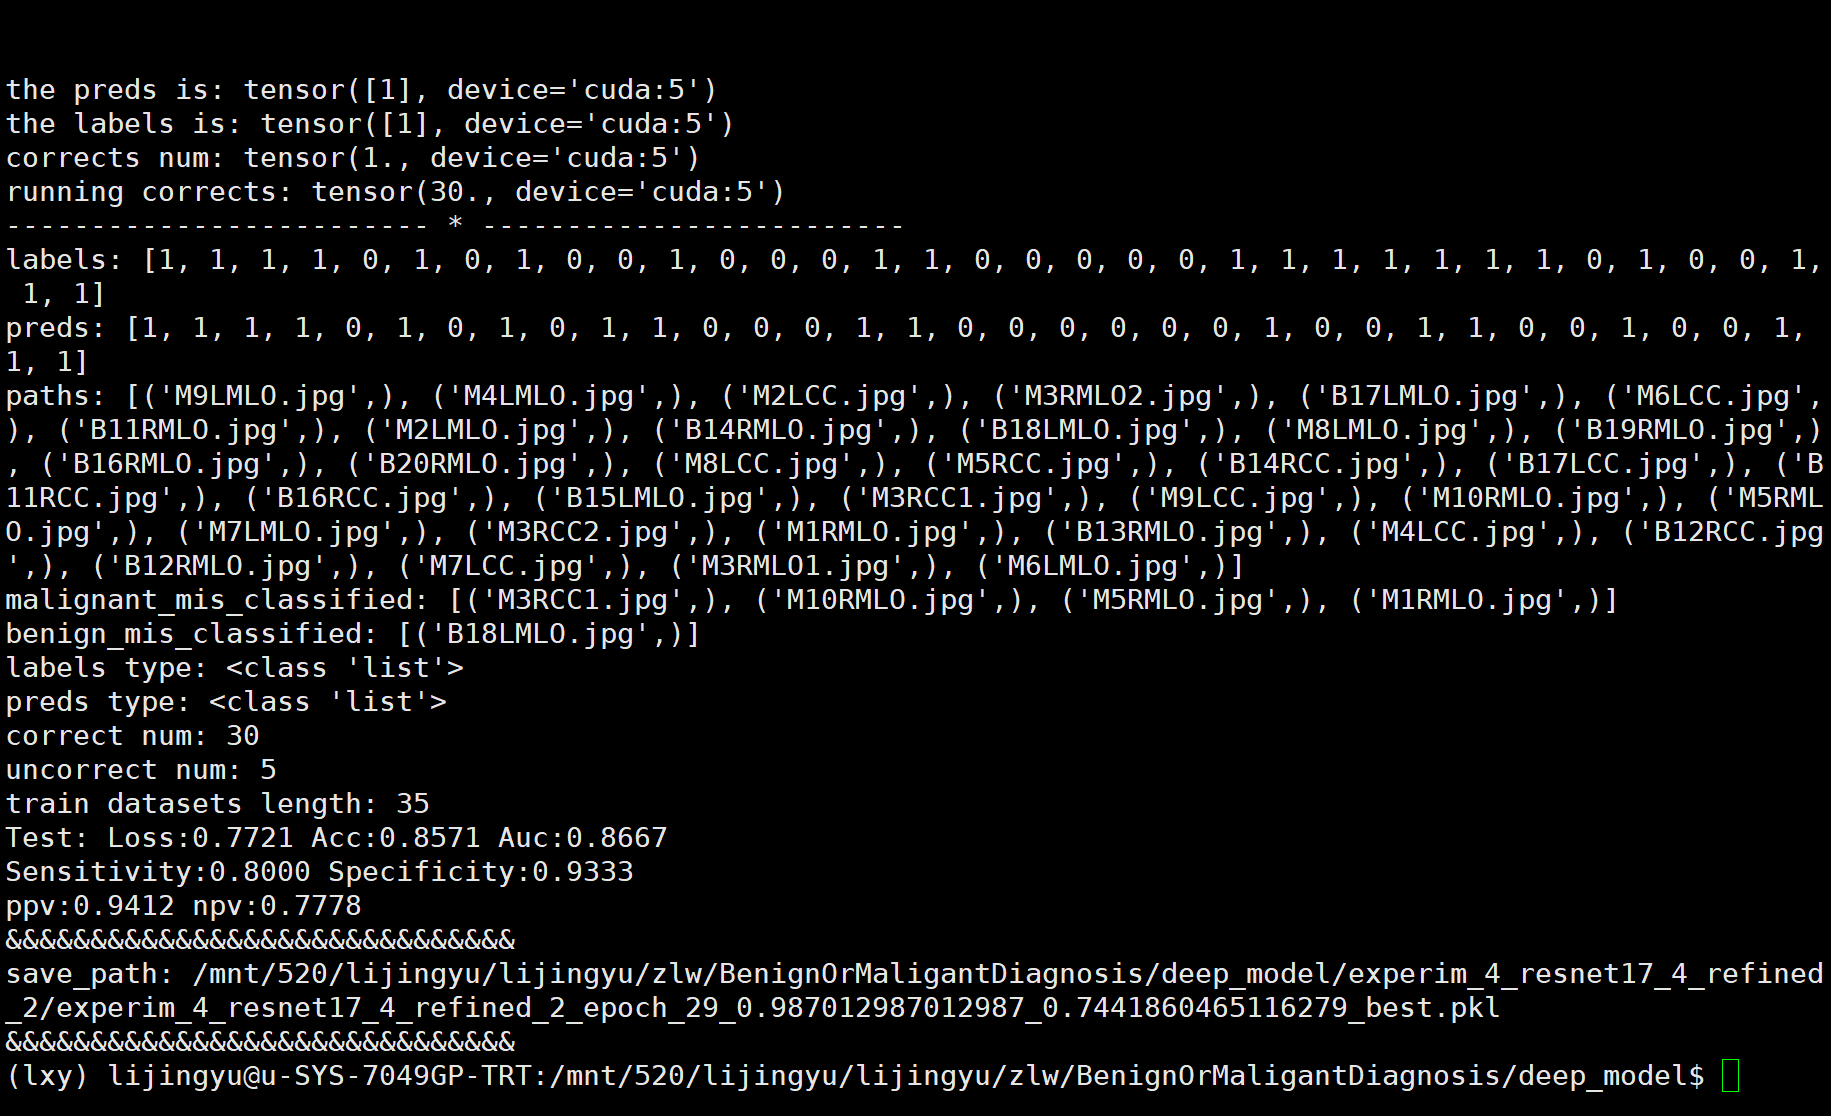 the preds is: tensor([1], device='cuda:5')
the labels is: tensor([1], device='cuda:5')
corrects num: tensor(1., device='cuda:5')
running corrects: tensor(30., device='cuda:5')
------------------------- * -------------------------
labels: [1, 1, 1, 1, 0, 1, 0, 1, 0, 0, 1, 0, 0, 0, 1, 1, 0, 0, 0, 0, 0, 1, 1, 1, 1, 1, 1, 1, 0, 1, 0, 0, 1,
 1, 1]
preds: [1, 1, 1, 1, 0, 1, 0, 1, 0, 1, 1, 0, 0, 0, 1, 1, 0, 0, 0, 0, 0, 0, 1, 0, 0, 1, 1, 0, 0, 1, 0, 0, 1,
1, 1]
paths: [('M9LMLO.jpg',), ('M4LMLO.jpg',), ('M2LCC.jpg',), ('M3RMLO2.jpg',), ('B17LMLO.jpg',), ('M6LCC.jpg',
), ('B11RMLO.jpg',), ('M2LMLO.jpg',), ('B14RMLO.jpg',), ('B18LMLO.jpg',), ('M8LMLO.jpg',), ('B19RMLO.jpg',)
, ('B16RMLO.jpg',), ('B20RMLO.jpg',), ('M8LCC.jpg',), ('M5RCC.jpg',), ('B14RCC.jpg',), ('B17LCC.jpg',), ('B
11RCC.jpg',), ('B16RCC.jpg',), ('B15LMLO.jpg',), ('M3RCC1.jpg',), ('M9LCC.jpg',), ('M10RMLO.jpg',), ('M5RML
O.jpg',), ('M7LMLO.jpg',), ('M3RCC2.jpg',), ('M1RMLO.jpg',), ('B13RMLO.jpg',), ('M4LCC.jpg',), ('B12RCC.jpg
',), ('B12RMLO.jpg',), ('M7LCC.jpg',), ('M3RMLO1.jpg',), ('M6LMLO.jpg',)]
malignant_mis_classified: [('M3RCC1.jpg',), ('M10RMLO.jpg',), ('M5RMLO.jpg',), ('M1RMLO.jpg',)]
benign_mis_classified: [('B18LMLO.jpg',)]
labels type: <class 'list'>
preds type: <class 'list'>
correct num: 30
uncorrect num: 5
train datasets length: 35
Test: Loss:0.7721 Acc:0.8571 Auc:0.8667
Sensitivity:0.8000 Specificity:0.9333
ppv:0.9412 npv:0.7778
&&&&&&&&&&&&&&&&&&&&&&&&&&&&&&
save_path: /mnt/520/lijingyu/lijingyu/zlw/BenignOrMaligantDiagnosis/deep_model/experim_4_resnet17_4_refined
_2/experim_4_resnet17_4_refined_2_epoch_29_0.987012987012987_0.7441860465116279_best.pkl
&&&&&&&&&&&&&&&&&&&&&&&&&&&&&&
(lxy) lijingyu@u-SYS-7049GP-TRT:/mnt/520/lijingyu/lijingyu/zlw/BenignOrMaligantDiagnosis/deep_model$